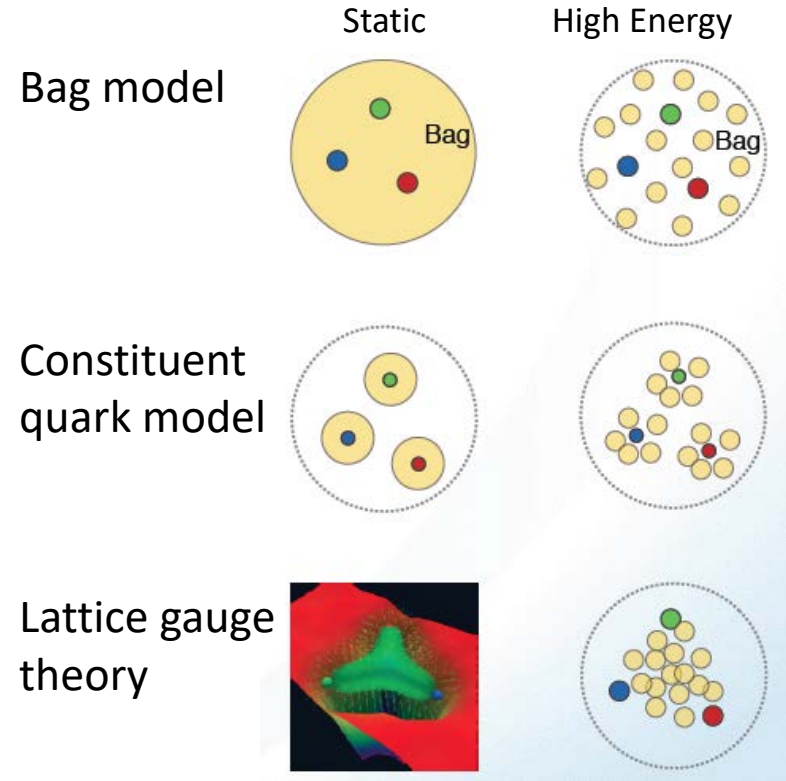 Static
High Energy
Bag model
Bag
Bag
Constituent
quark model
Lattice gauge
theory